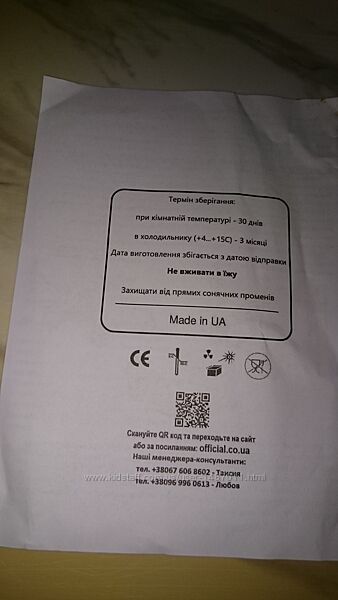 Термін зберігання:
при кімнатній температурі - 30 днів
в холодильнику (+4...+15С) - 3 місяці
Дата виготовлення збігається з датою відправки
Не вживати в їжу
Захищати від прямих сонячних променів
Made in UA
CE
Скануйте QR код та переходьте на сайт
або за посиланням: official.co.ua
Наші менеджера-консультанти:
тел. +38067 606 8602 - Таисия
тел. +38096 996 0613 - Любов